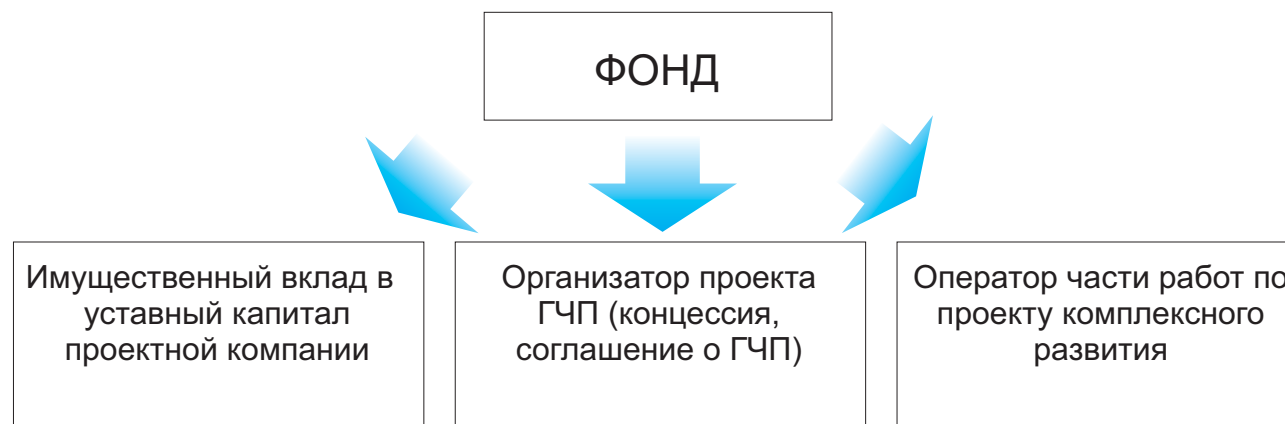 ФОНД
Имущественный вклад в
уставный капитал
проектной компании
Организатор проекта
ГЧП (концессия,
соглашение о ГЧП)
Оператор части работ по
проекту комплексного
развития